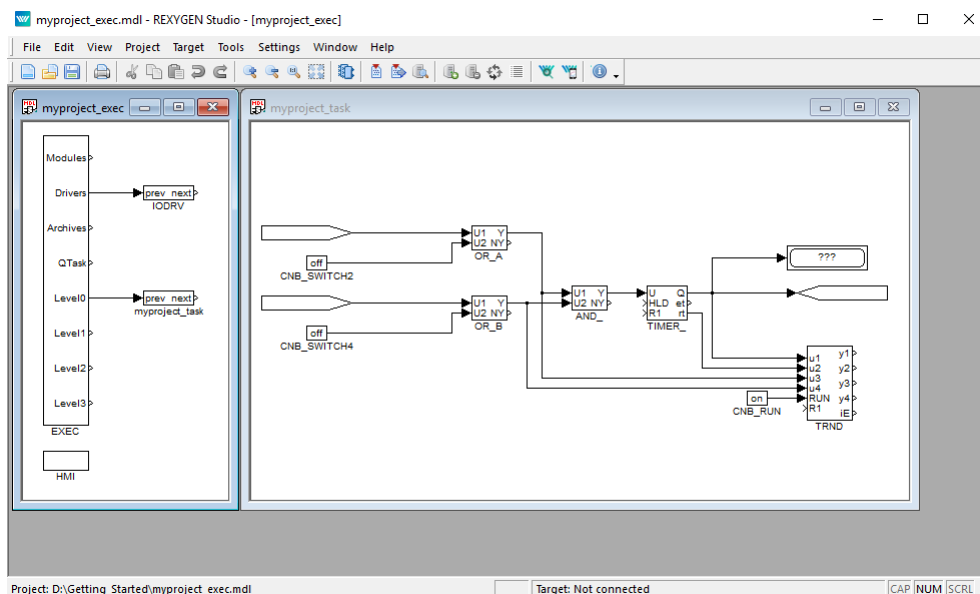 myproject_exec.mdl - REXYGEN Studio - [myproject_exec]
File Edit View Project Target Tools Settings Window Help
myproject_exec
myproject_task
Modules
Drivers
prev next
IODRV
Archives
QTask
Level0
prev next
myproject_task
Level1
Level2
Level3
EXEC
HMI
U1 Y
U2 NY
OR_A
off
CNB_SWITCH2
U1 Y
U2 NY
OR_B
off
CNB_SWITCH4
U1 Y
U2 NY
AND_
U Q
HLD et
R1 rt
TIMER_
???
u1 y1
u2 y2
u3 y3
u4 y4
RUN iE
R1
TRND
on
CNB_RUN
Project: D:\Getting_Started\myproject_exec.mdl
Target: Not connected
CAP NUM SCRL